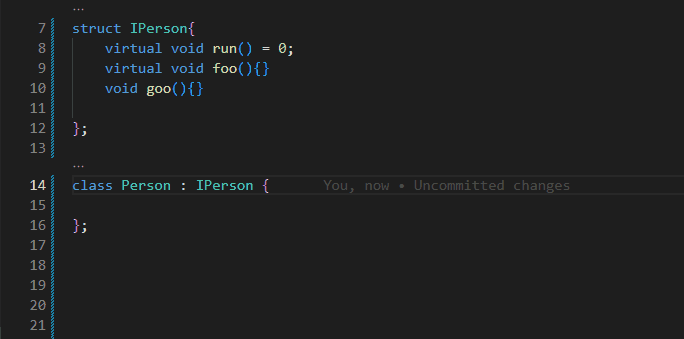 ...
7 struct IPerson{
8     virtual void run() = 0;
9     virtual void foo(){}
10     void goo(){}
11
12 };
13
...
14 class Person : IPerson {     You, now • Uncommitted changes
15
16 };
17
18
19
20
21